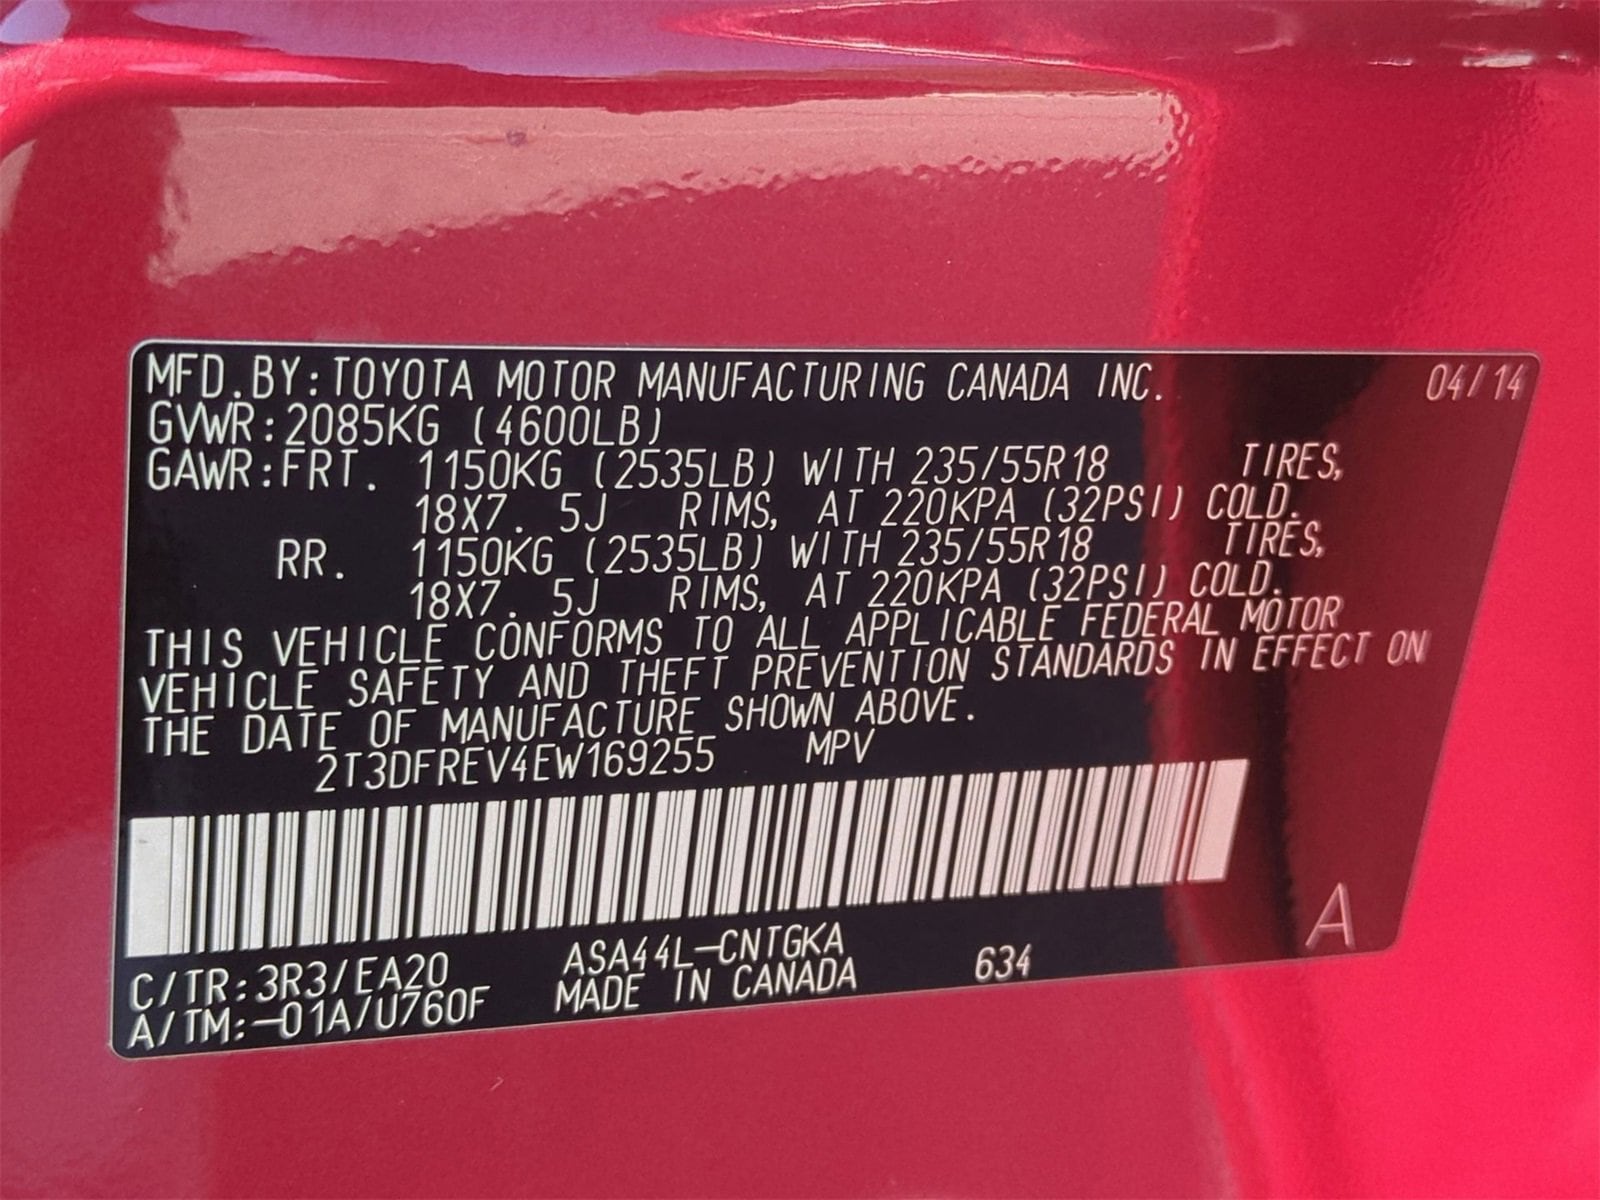 MFD.BY:TOYOTA MOTOR MANUFACTURING CANADA INC. 04/14
GVWR:2085KG (4600LB)
GAWR:FRT. 1150KG (2535LB) WITH 235/55R18 TIRES,
18X7.5J RIMS, AT 220KPA (32PSI) COLD.
RR. 1150KG (2535LB) WITH 235/55R18 TIRES,
18X7.5J RIMS, AT 220KPA (32PSI) COLD.
THIS VEHICLE CONFORMS TO ALL APPLICABLE FEDERAL MOTOR
VEHICLE SAFETY AND THEFT PREVENTION STANDARDS IN EFFECT ON
THE DATE OF MANUFACTURE SHOWN ABOVE.
2T3DFREV4EW169255 MPV
C/TR:3R3/EA20 ASA44L-CNTGKA 634 A
A/TM:-01A/U760F MADE IN CANADA